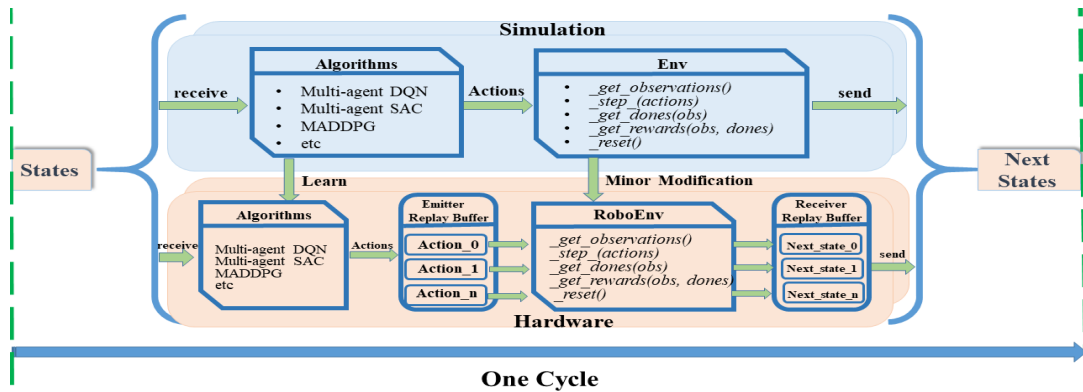 Simulation
States
receive
Algorithms
• Multi-agent DQN
• Multi-agent SAC
• MADDPG
• etc
Actions
Env
• _get_observations()
• _step_(actions)
• _get_dones(obs)
• _get_rewards(obs, dones)
• _reset()
send
Next
States
Learn
Minor Modification
receive
Algorithms
Multi-agent DQN
Multi-agent SAC
MADDPG
etc
Actions
Emitter
Replay Buffer
Action_0
Action_1
Action_n
RoboEnv
_get_observations()
_step_(actions)
_get_dones(obs)
_get_rewards(obs, dones)
_reset()
Receiver
Replay Buffer
Next_state_0
Next_state_1
Next_state_n
send
Hardware
One Cycle